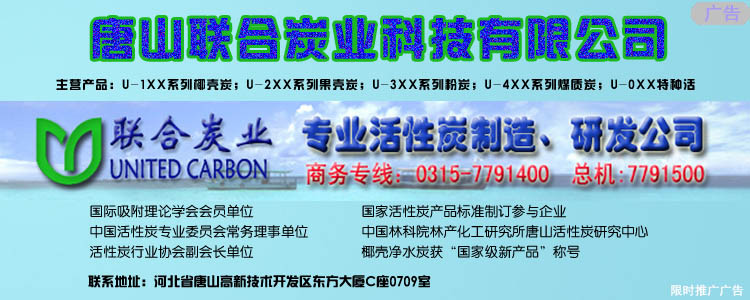 广告
唐山联合炭业科技有限公司
主营产品：U-1XX系列椰壳炭；U-2XX系列果壳炭；U-3XX系列粉炭；U-4XX系列煤质炭；U-0XX特种活
联合炭业
UNITED CARBON
专业活性炭制造、研发公司
商务专线：0315-7791400 总机:7791500
国际吸附理论学会会员单位
中国活性炭专业委员会常务理事单位
活性炭行业协会副会长单位
国家活性炭产品标准制订参与企业
中国林科院林产化工研究所唐山活性炭研究中心
椰壳净水炭获“国家级新产品”称号
联系地址：河北省唐山高新技术开发区东方大厦C座0709室
限时推广广告